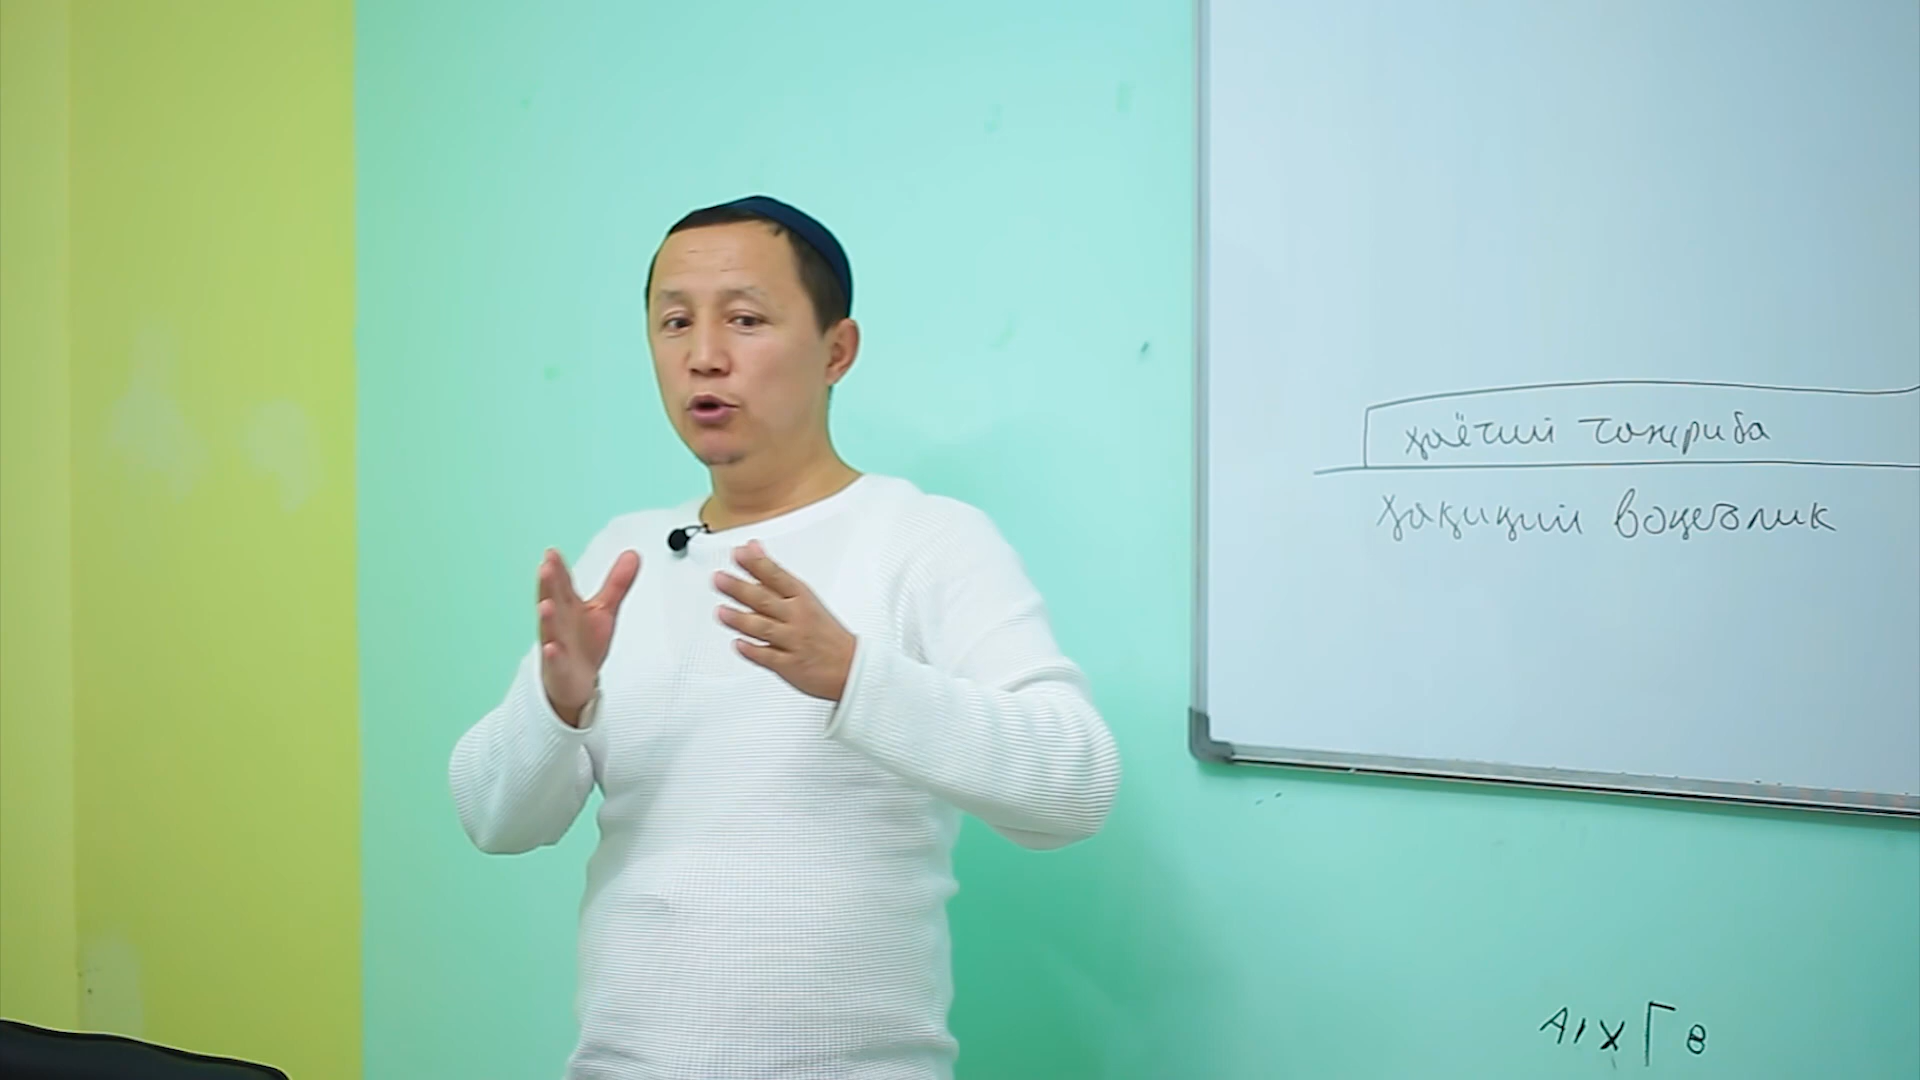 ҳаётий тажриба
ҳақиқий воқеълик